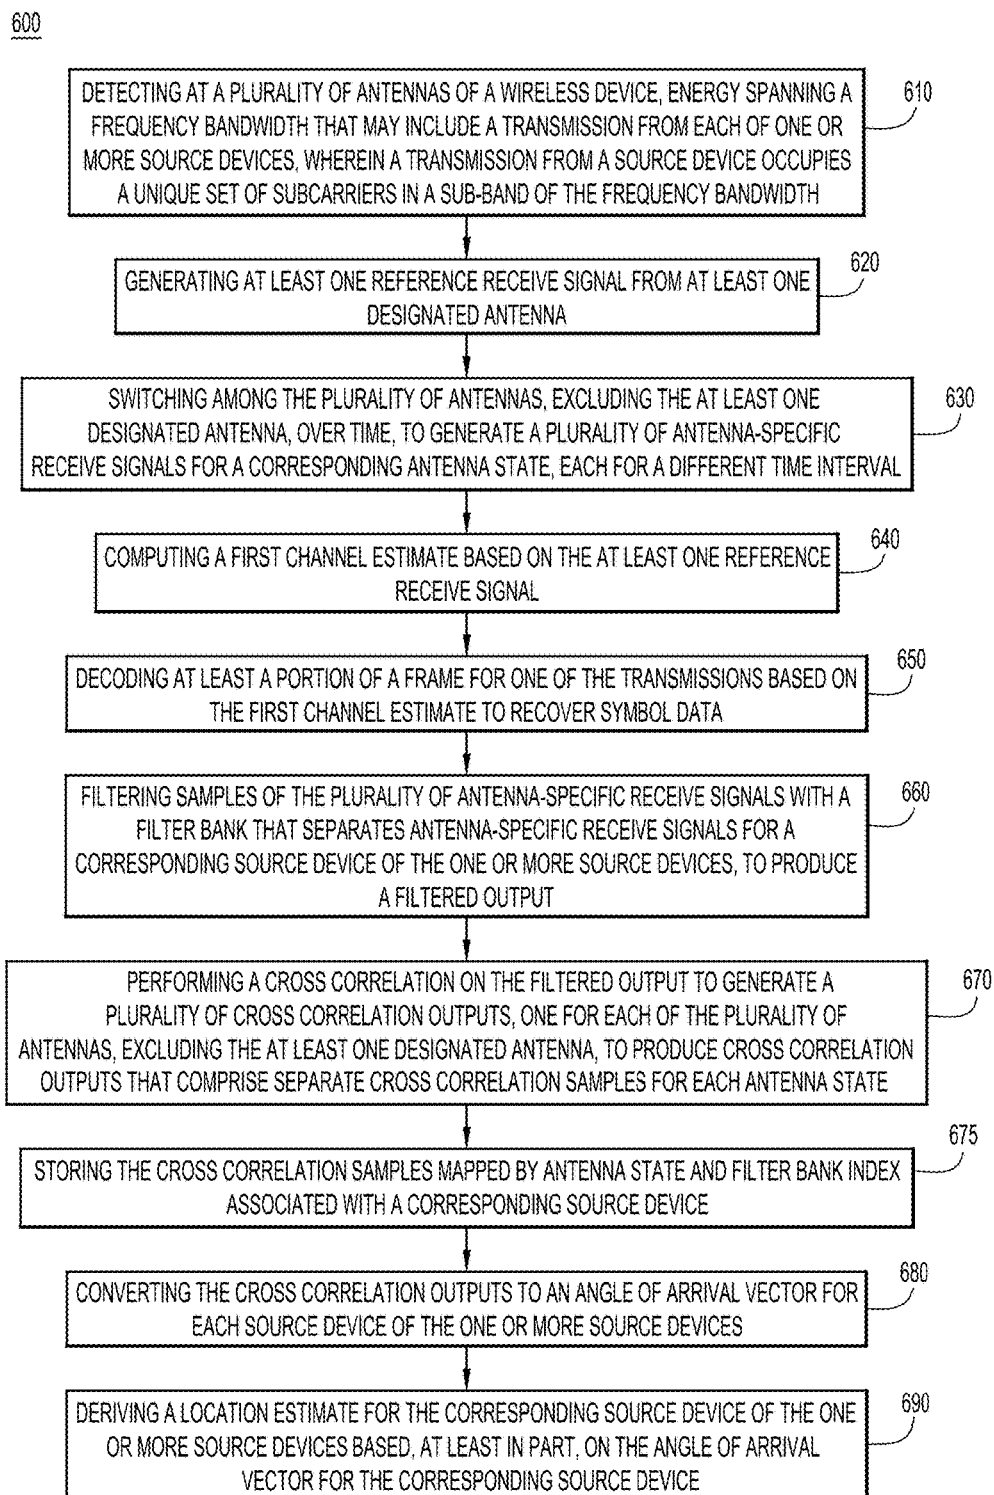 600
DETECTING AT A PLURALITY OF ANTENNAS OF A WIRELESS DEVICE, ENERGY SPANNING A
FREQUENCY BANDWIDTH THAT MAY INCLUDE A TRANSMISSION FROM EACH OF ONE OR
MORE SOURCE DEVICES, WHEREIN A TRANSMISSION FROM A SOURCE DEVICE OCCUPIES
A UNIQUE SET OF SUBCARRIERS IN A SUB-BAND OF THE FREQUENCY BANDWIDTH
610
GENERATING AT LEAST ONE REFERENCE RECEIVE SIGNAL FROM AT LEAST ONE
DESIGNATED ANTENNA
620
SWITCHING AMONG THE PLURALITY OF ANTENNAS, EXCLUDING THE AT LEAST ONE
DESIGNATED ANTENNA, OVER TIME, TO GENERATE A PLURALITY OF ANTENNA-SPECIFIC
RECEIVE SIGNALS FOR A CORRESPONDING ANTENNA STATE, EACH FOR A DIFFERENT TIME INTERVAL
630
COMPUTING A FIRST CHANNEL ESTIMATE BASED ON THE AT LEAST ONE REFERENCE
RECEIVE SIGNAL
640
DECODING AT LEAST A PORTION OF A FRAME FOR ONE OF THE TRANSMISSIONS BASED ON
THE FIRST CHANNEL ESTIMATE TO RECOVER SYMBOL DATA
650
FILTERING SAMPLES OF THE PLURALITY OF ANTENNA-SPECIFIC RECEIVE SIGNALS WITH A
FILTER BANK THAT SEPARATES ANTENNA-SPECIFIC RECEIVE SIGNALS FOR A
CORRESPONDING SOURCE DEVICE OF THE ONE OR MORE SOURCE DEVICES, TO PRODUCE
A FILTERED OUTPUT
660
PERFORMING A CROSS CORRELATION ON THE FILTERED OUTPUT TO GENERATE A
PLURALITY OF CROSS CORRELATION OUTPUTS, ONE FOR EACH OF THE PLURALITY OF
ANTENNAS, EXCLUDING THE AT LEAST ONE DESIGNATED ANTENNA, TO PRODUCE CROSS CORRELATION
OUTPUTS THAT COMPRISE SEPARATE CROSS CORRELATION SAMPLES FOR EACH ANTENNA STATE
670
STORING THE CROSS CORRELATION SAMPLES MAPPED BY ANTENNA STATE AND FILTER BANK INDEX
ASSOCIATED WITH A CORRESPONDING SOURCE DEVICE
675
CONVERTING THE CROSS CORRELATION OUTPUTS TO AN ANGLE OF ARRIVAL VECTOR FOR
EACH SOURCE DEVICE OF THE ONE OR MORE SOURCE DEVICES
680
DERIVING A LOCATION ESTIMATE FOR THE CORRESPONDING SOURCE DEVICE OF THE ONE
OR MORE SOURCE DEVICES BASED, AT LEAST IN PART, ON THE ANGLE OF ARRIVAL
VECTOR FOR THE CORRESPONDING SOURCE DEVICE
690